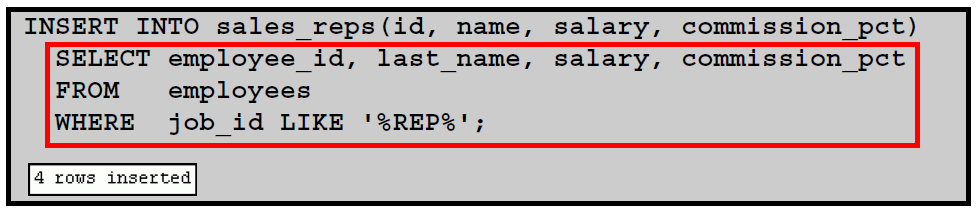 INSERT INTO sales_reps(id, name, salary, commission_pct)
SELECT employee_id, last_name, salary, commission_pct
FROM employees
WHERE job_id LIKE '%REP%';
4 rows inserted